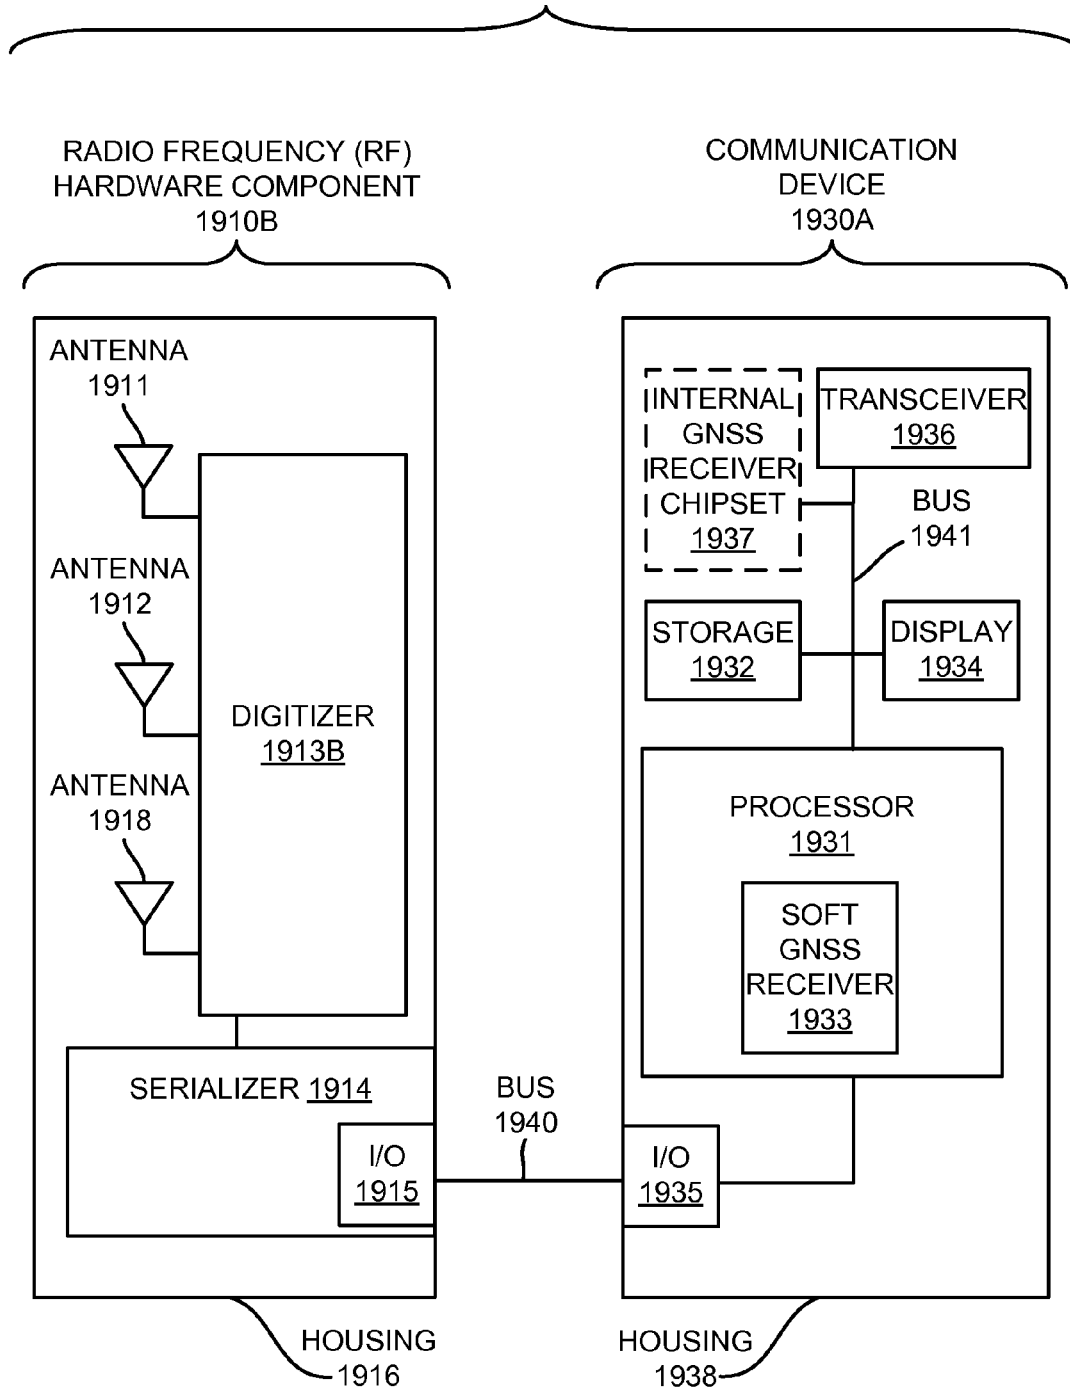 RADIO FREQUENCY (RF)
HARDWARE COMPONENT
1910B
COMMUNICATION
DEVICE
1930A
ANTENNA
1911
ANTENNA
1912
ANTENNA
1918
DIGITIZER
1913B
SERIALIZER 1914
I/O
1915
BUS
1940
HOUSING
1916
INTERNAL
GNSS
RECEIVER
CHIPSET
1937
TRANSCEIVER
1936
BUS
1941
STORAGE
1932
DISPLAY
1934
PROCESSOR
1931
SOFT
GNSS
RECEIVER
1933
I/O
1935
HOUSING
1938